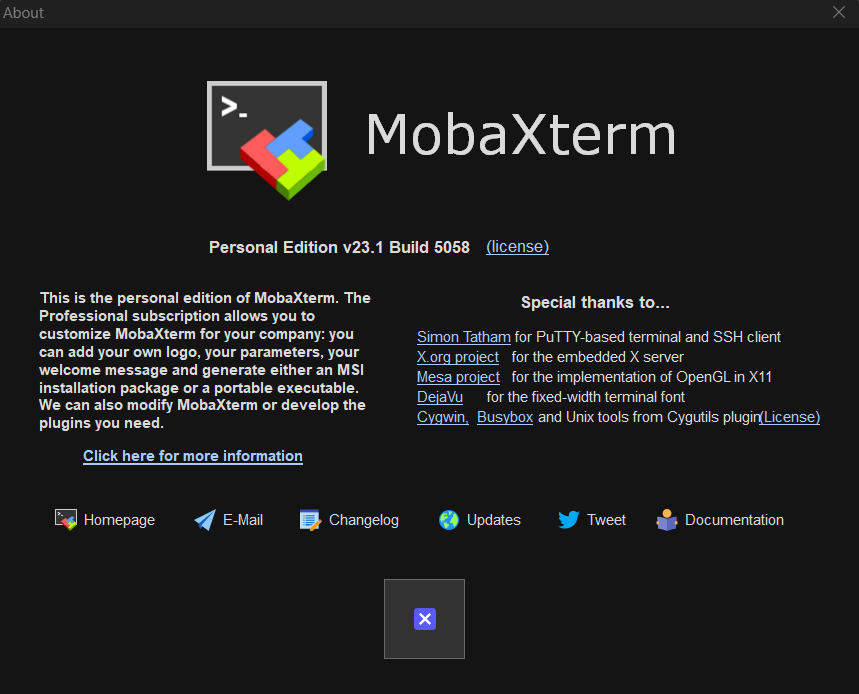 About
>_
MobaXterm
Personal Edition v23.1 Build 5058 (license)
This is the personal edition of MobaXterm. The
Professional subscription allows you to
customize MobaXterm for your company: you
can add your own logo, your parameters, your
welcome message and generate either an MSI
installation package or a portable executable.
We can also modify MobaXterm or develop the
plugins you need.
Click here for more information
Special thanks to...
Simon Tatham for PuTTY-based terminal and SSH client
X.org project for the embedded X server
Mesa project for the implementation of OpenGL in X11
DejaVu for the fixed-width terminal font
Cygwin, Busybox and Unix tools from Cygutils plugin(License)
Homepage E-Mail Changelog Updates Tweet Documentation